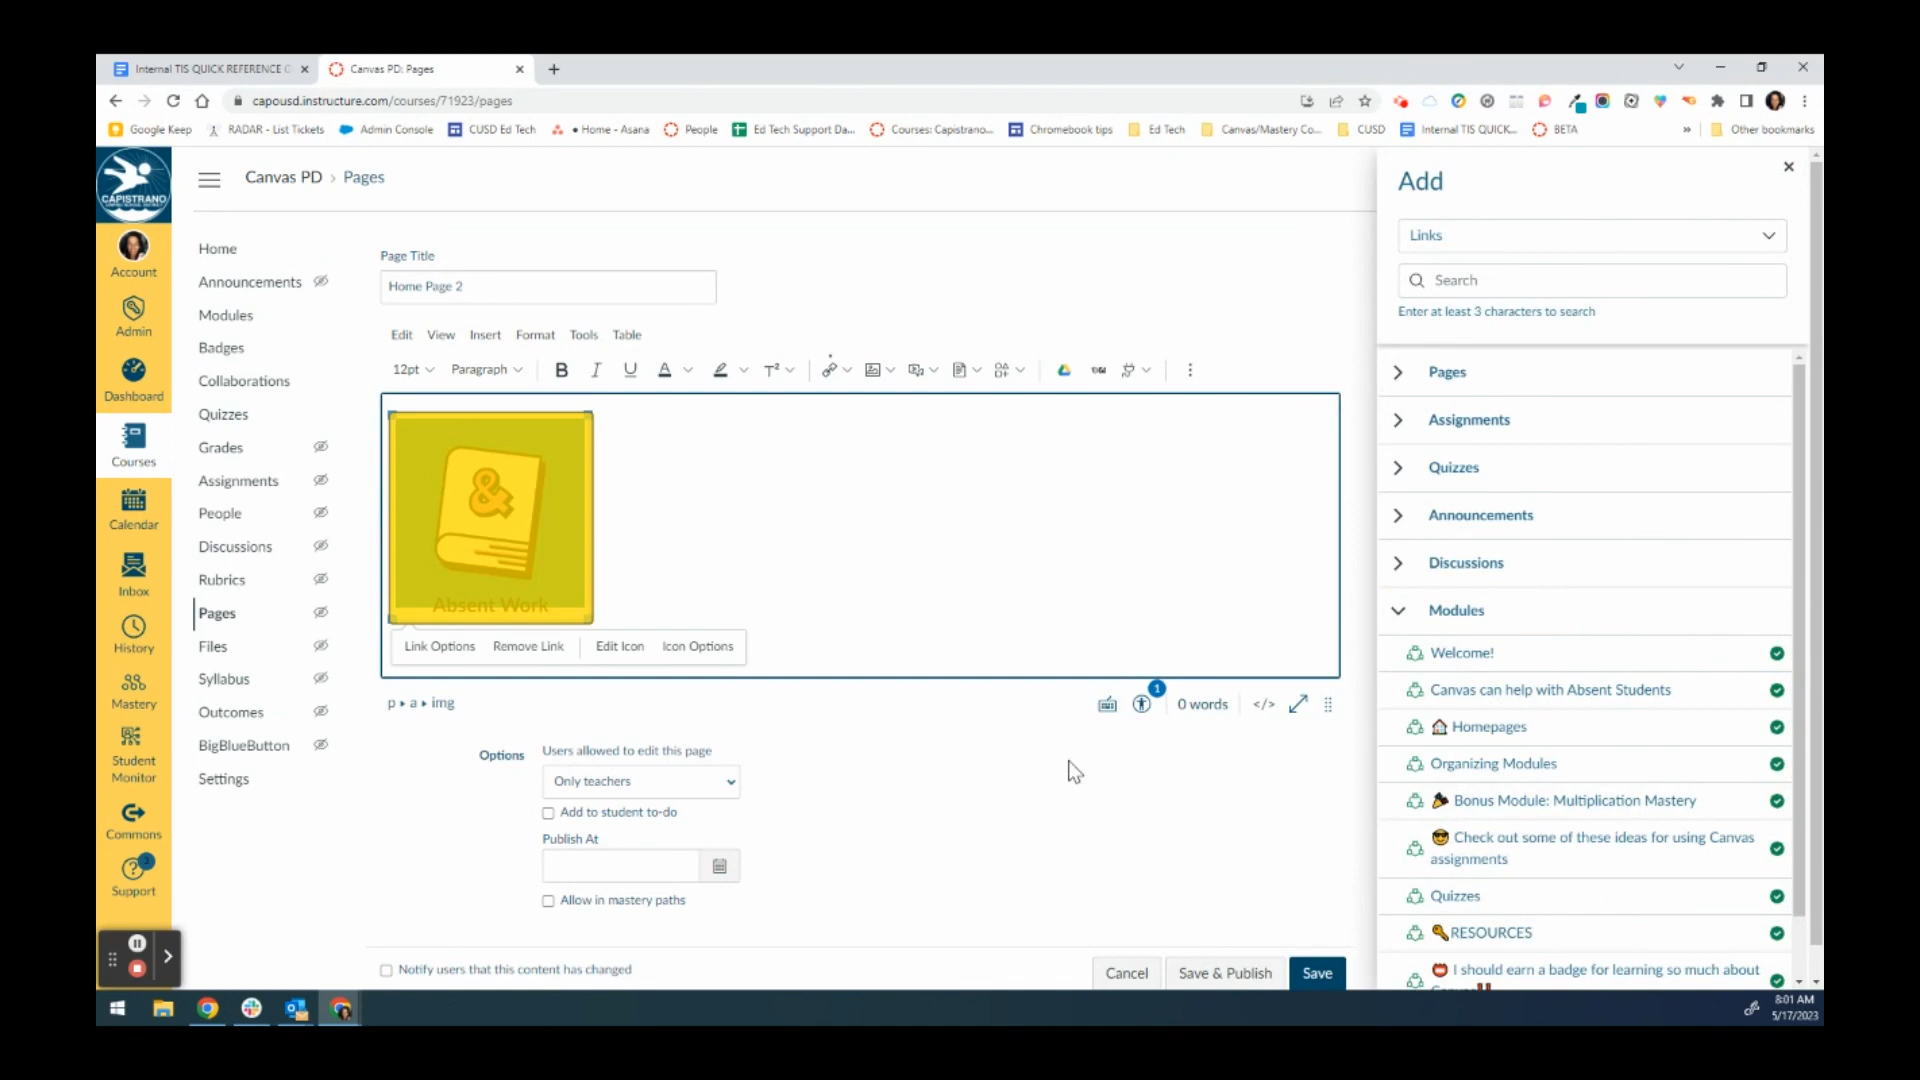 Internal TIS QUICK REFERENCE G
Canvas PD: Pages
capousd.instructure.com/courses/71923/pages
Google Keep
RADAR - List Tickets
Admin Console
CUSD Ed Tech
• Home - Asana
People
Ed Tech Support Da...
Courses: Capistrano...
Chromebook tips
Ed Tech
Canvas/Mastery Co...
CUSD
Internal TIS QUICK...
BETA
»
Other bookmarks
CAPISTRANO
Account
Admin
Dashboard
Courses
Calendar
Inbox
History
Mastery
Student
Monitor
Commons
3
Support
Canvas PD › Pages
Home
Announcements
Modules
Badges
Collaborations
Quizzes
Grades
Assignments
People
Discussions
Rubrics
Pages
Files
Syllabus
Outcomes
BigBlueButton
Settings
Page Title
Home Page 2
Edit View Insert Format Tools Table
12pt Paragraph B I U A T²
&
Absent Work
Link Options Remove Link Edit Icon Icon Options
p ▸ a ▸ img
1
0 words </>
Options
Users allowed to edit this page
Only teachers
Add to student to-do
Publish At
Allow in mastery paths
Notify users that this content has changed
Cancel Save & Publish Save
Add
Links
Search
Enter at least 3 characters to search
Pages
Assignments
Quizzes
Announcements
Discussions
Modules
Welcome!
Canvas can help with Absent Students
Homepages
Organizing Modules
Bonus Module: Multiplication Mastery
Check out some of these ideas for using Canvas
assignments
Quizzes
RESOURCES
I should earn a badge for learning so much about
8:01 AM
5/17/2023